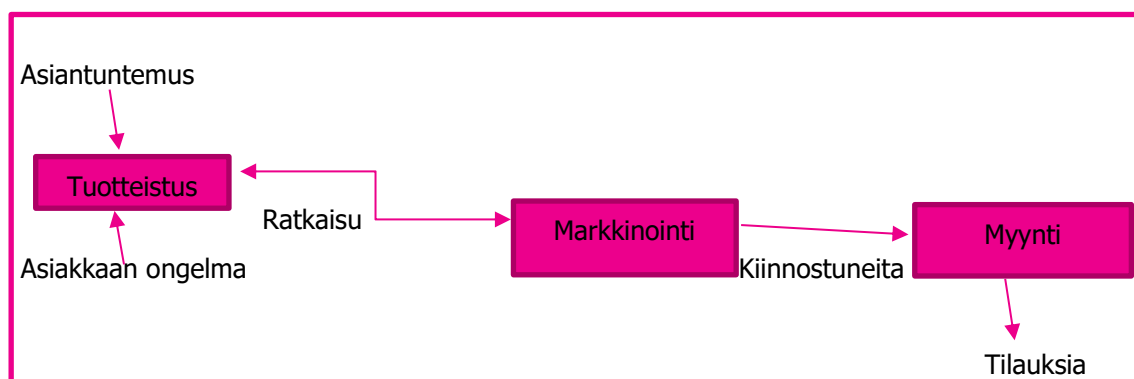 Asiantuntemus
Tuotteistus
Ratkaisu
Asiakkaan ongelma
Markkinointi
Kiinnostuneita
Myynti
Tilauksia